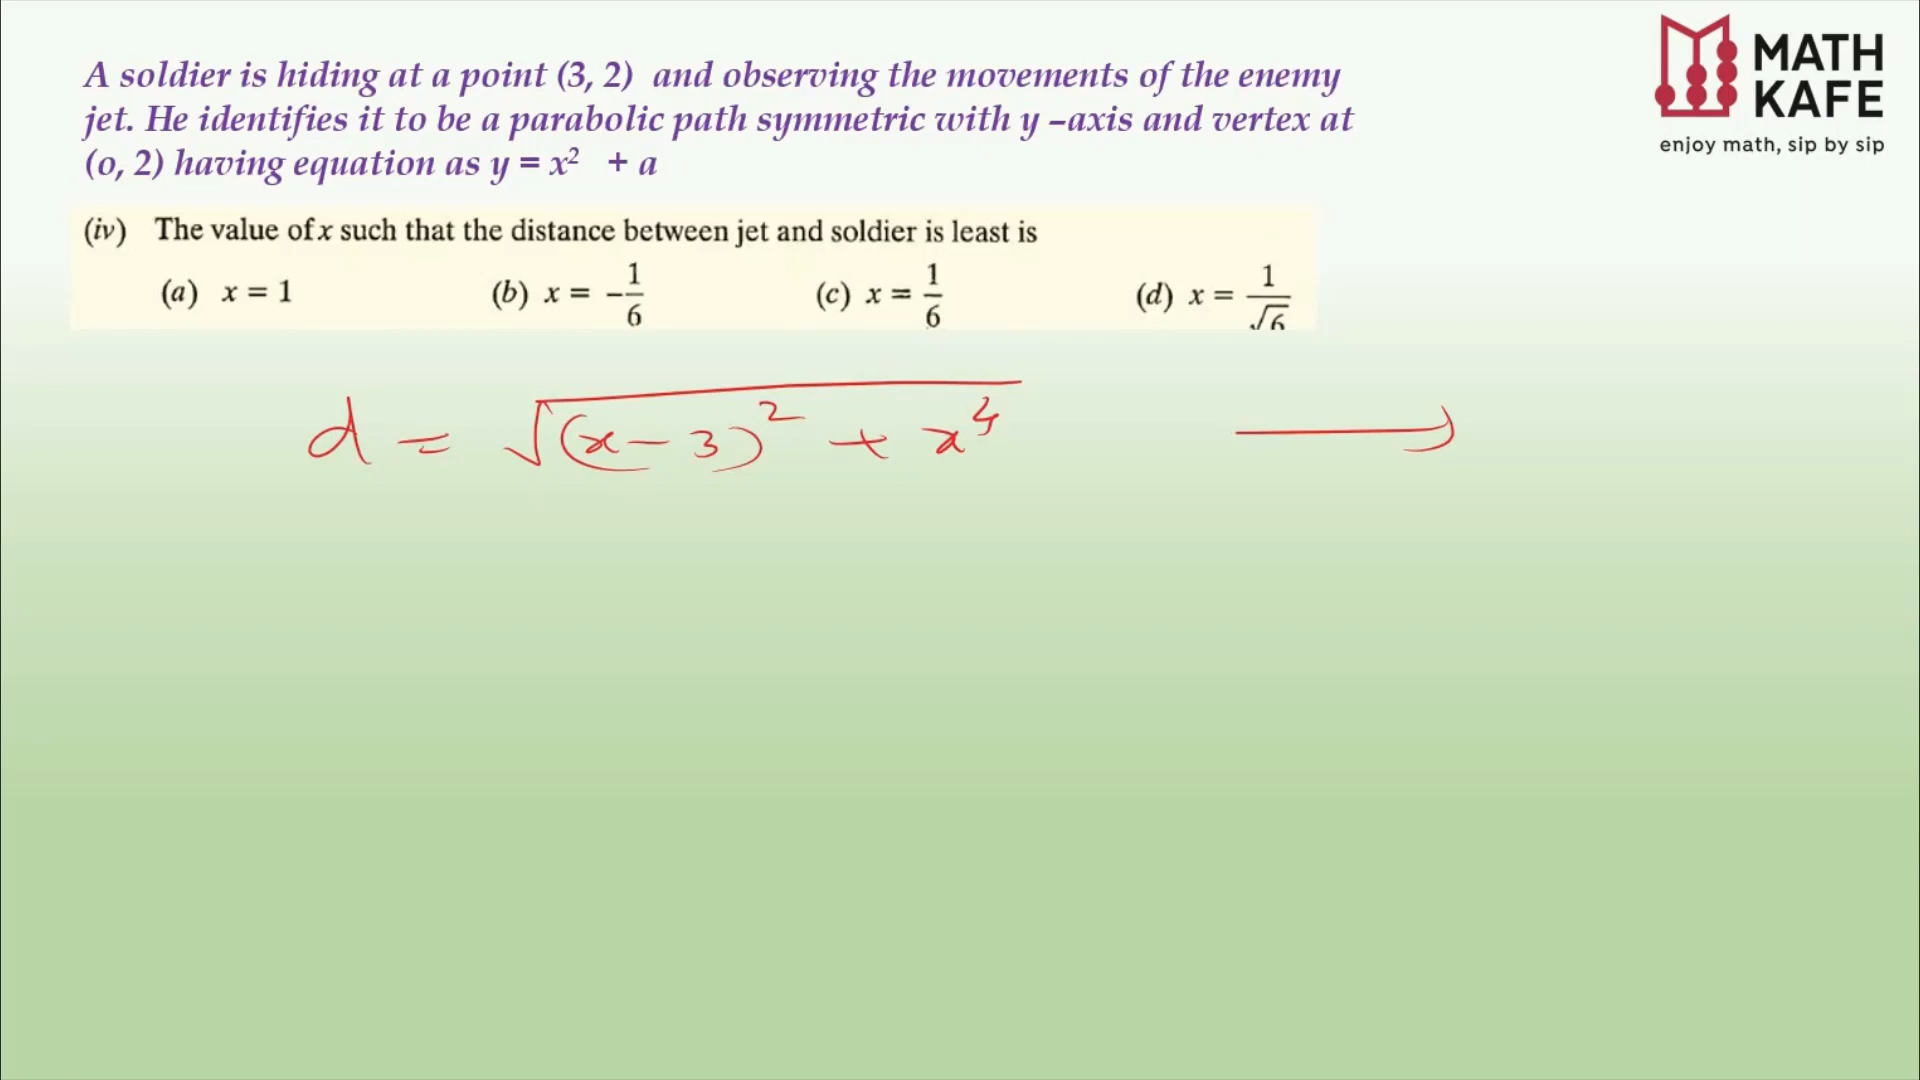 A soldier is hiding at a point (3, 2) and observing the movements of the enemy
jet. He identifies it to be a parabolic path symmetric with y –axis and vertex at
(0, 2) having equation as y = x² + a
MATH
KAFE
enjoy math, sip by sip
(iv) The value of x such that the distance between jet and soldier is least is
(a) x = 1 (b) x = -1/6 (c) x = 1/6 (d) x = 1/√6
d = √((x-3)² + x⁴)